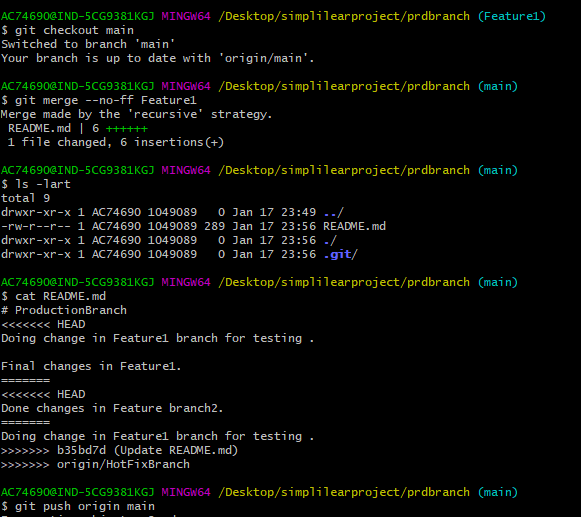 AC74690@IND-5CG9381KGJ MINGW64 /Desktop/simplilearproject/prdbranch (Feature1)
$ git checkout main
Switched to branch 'main'
Your branch is up to date with 'origin/main'.
AC74690@IND-5CG9381KGJ MINGW64 /Desktop/simplilearproject/prdbranch (main)
$ git merge --no-ff Feature1
Merge made by the 'recursive' strategy.
 README.md | 6 ++++++
 1 file changed, 6 insertions(+)
AC74690@IND-5CG9381KGJ MINGW64 /Desktop/simplilearproject/prdbranch (main)
$ ls -lart
total 9
drwxr-xr-x 1 AC74690 1049089   0 Jan 17 23:49 ../
-rw-r--r-- 1 AC74690 1049089 289 Jan 17 23:56 README.md
drwxr-xr-x 1 AC74690 1049089   0 Jan 17 23:56 ./
drwxr-xr-x 1 AC74690 1049089   0 Jan 17 23:56 .git/
AC74690@IND-5CG9381KGJ MINGW64 /Desktop/simplilearproject/prdbranch (main)
$ cat README.md
# ProductionBranch
<<<<<<< HEAD
Doing change in Feature1 branch for testing .
Final changes in Feature1.
=======
<<<<<<< HEAD
Done changes in Feature branch2.
=======
Doing change in Feature1 branch for testing .
>>>>>>> b35bd7d (Update README.md)
>>>>>>> origin/HotFixBranch
AC74690@IND-5CG9381KGJ MINGW64 /Desktop/simplilearproject/prdbranch (main)
$ git push origin main